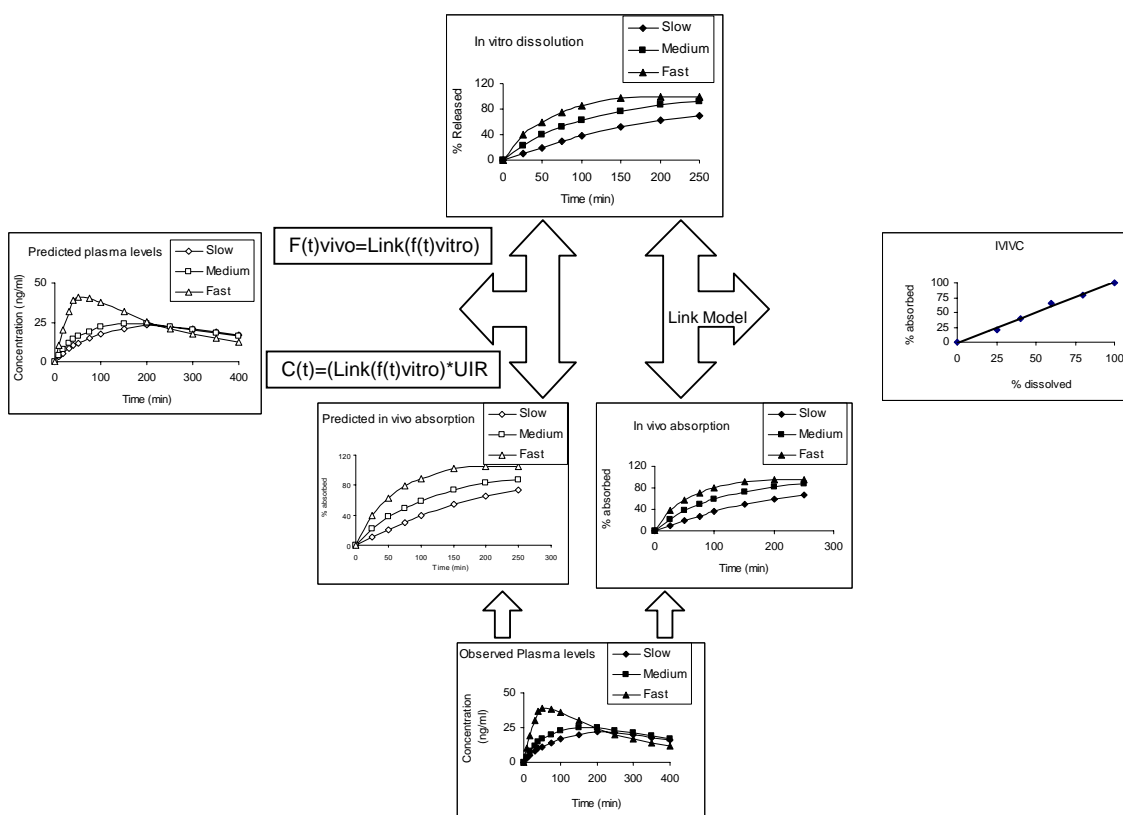 In vitro dissolution
Slow
Medium
Fast
% Released
120
80
40
0
0 50 100 150 200 250
Time (min)
F(t)vivo=Link(f(t)vitro)
Predicted plasma levels
Slow
Medium
Fast
Concentration (ng/ml)
50
25
0
0 100 200 300 400
Time (min)
Link Model
IVIVC
% absorbed
100
75
50
25
0
0 25 50 75 100
% dissolved
C(t)=(Link(f(t)vitro)*UIR
Predicted in vivo absorption
Slow
Medium
Fast
% absorbed
120
80
40
0
0 50 100 150 200 250 300
Time (min)
In vivo absorption
Slow
Medium
Fast
% absorbed
120
80
40
0
0 100 200 300
Time (min)
Observed Plasma levels
Slow
Medium
Fast
Concentration
(ng/ml)
50
25
0
0 100 200 300 400
Time (min)